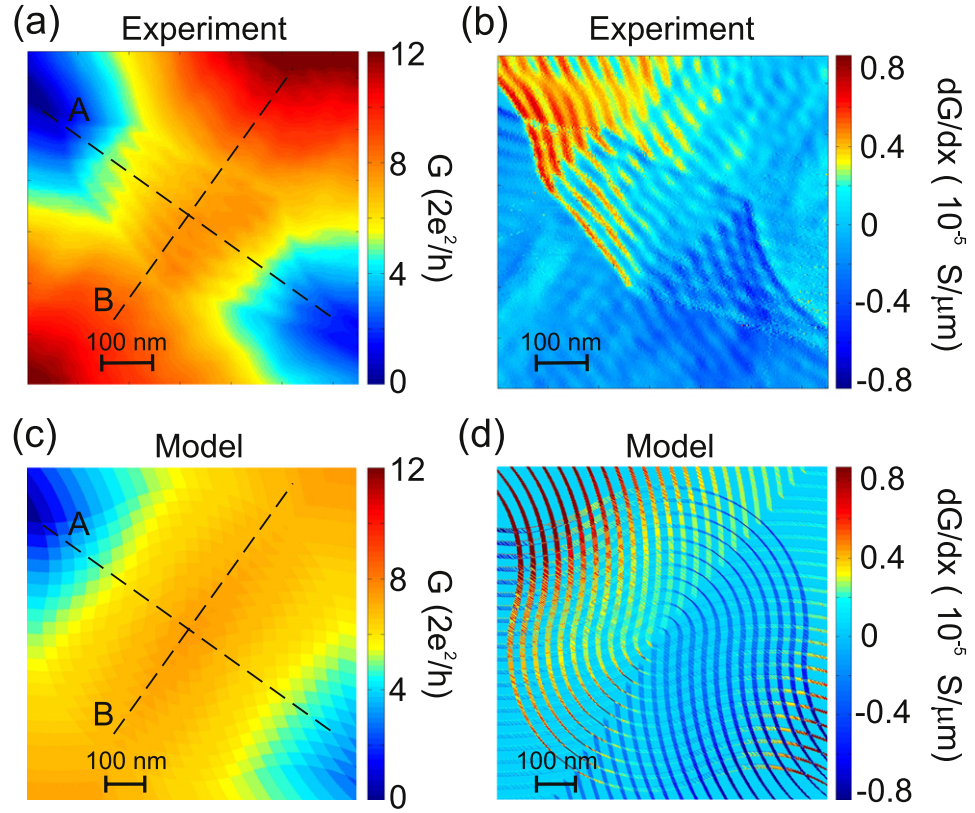 (a)
Experiment
A
B
100 nm
12
8
4
0
G (2e²/h)
(b)
Experiment
100 nm
0.8
0.4
0
-0.4
-0.8
dG/dx ( 10⁻⁵ S/µm)
(c)
Model
A
B
100 nm
12
8
4
0
G (2e²/h)
(d)
Model
100 nm
0.8
0.4
0
-0.4
-0.8
dG/dx ( 10⁻⁵ S/µm)